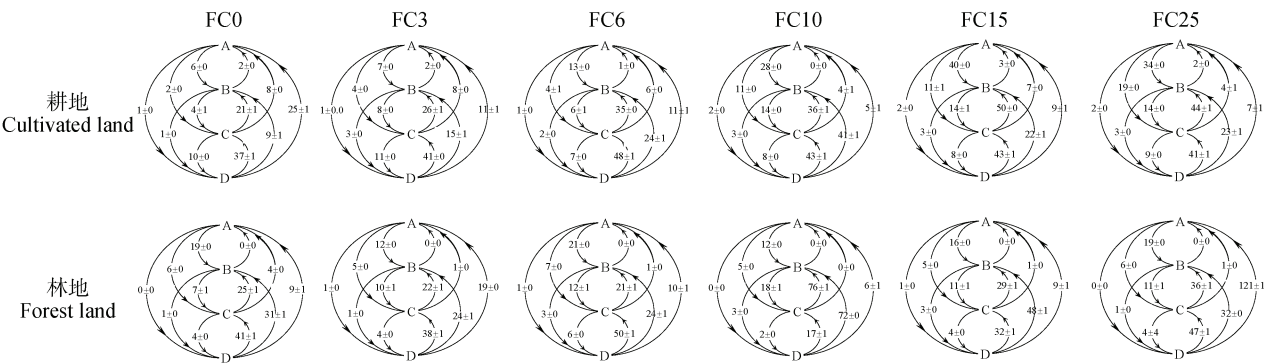 FC0 FC3 FC6 FC10 FC15 FC25
A A A A A A
6±0 2±0 7±0 2±0 13±0 1±0 28±0 0±0 40±0 3±0 34±0 2±0
2±0 B 8±0 4±0 B 8±0 4±1 B 6±0 11±0 B 4±1 11±1 B 7±0 19±0 B 4±1
耕地
Cultivated land
1±0 4±1 21±1 25±1 1±0.0 8±0 26±1 11±1 1±0 6±1 35±0 11±1 2±0 14±0 36±1 5±1 2±0 14±1 50±0 9±1 2±0 14±0 44±1 7±1
1±0 C 9±1 3±0 C 15±1 2±0 C 24±1 3±0 C 41±1 3±0 C 22±1 3±0 C 23±1
10±0 37±1 11±0 41±0 7±0 48±1 8±0 43±1 8±0 43±1 9±0 41±1
D D D D D D
A A A A A A
19±0 0±0 12±0 0±0 21±0 0±0 12±0 0±0 16±0 0±0 19±0 0±0
6±0 B 4±0 5±0 B 1±0 7±0 B 1±0 5±0 B 0±0 5±0 B 1±0 6±0 B 1±0
林地
Forest land
0±0 7±1 25±1 9±1 1±0 10±1 22±1 19±0 1±0 12±1 21±1 10±1 0±0 18±1 76±1 6±1 1±0 11±1 29±1 9±1 0±0 11±1 36±1 121±1
1±0 C 31±1 1±0 C 24±1 3±0 C 24±1 3±0 C 72±0 1±0 C 48±1 3±0 C 32±0
4±0 41±1 4±0 38±1 6±0 50±1 2±0 17±1 4±0 32±1 4±4 47±1
D D D D D D